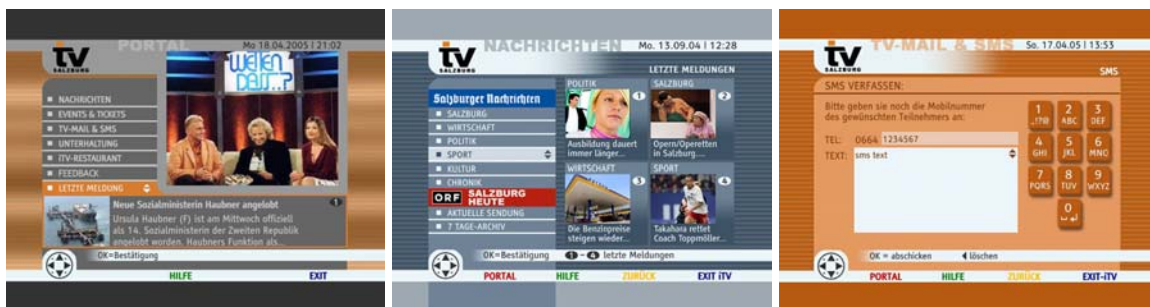 tv
SALZBURG
PORTAL
Mo 18.04.2005 | 21:02
WETTEN
DASS..?
NACHRICHTEN
EVENTS & TICKETS
TV-MAIL & SMS
UNTERHALTUNG
iTV-RESTAURANT
FEEDBACK
LETZTE MELDUNG
Neue Sozialministerin Haubner angelobt
1
Ursula Haubner (F) ist am Mittwoch offiziell
als 14. Sozialministerin der Zweiten Republik
angelobt worden. Haubners Funktion als...
OK=Bestätigung
HILFE
EXIT
tv
SALZBURG
NACHRICHTEN
Mo. 13.09.04 | 12:28
LETZTE MELDUNGEN
Salzburger Nachrichten
SALZBURG
WIRTSCHAFT
POLITIK
SPORT
KULTUR
CHRONIK
ORF SALZBURG
HEUTE
AKTUELLE SENDUNG
7 TAGE-ARCHIV
POLITIK
1
Ausbildung dauert
immer länger...
SALZBURG
2
Opern/Operetten
in Salzburg....
WIRTSCHAFT
3
Die Benzinpreise
steigen wieder...
SPORT
4
Takahara rettet
Coach Toppmöller...
OK=Bestätigung 1 - 4 letzte Meldungen
PORTAL HILFE ZURÜCK EXIT iTV
tv
SALZBURG
TV-MAIL & SMS
So. 17.04.05 | 13:53
SMS
SMS VERFASSEN:
Bitte geben sie noch die Mobilnummer
des gewünschten Teilnehmers an:
TEL: 0664 1234567
TEXT: sms text
1 2 3
.,!?@ ABC DEF
4 5 6
GHI JKL MNO
7 8 9
PQRS TUV WXYZ
0
OK = abschicken löschen
PORTAL HILFE ZURÜCK EXIT-iTV